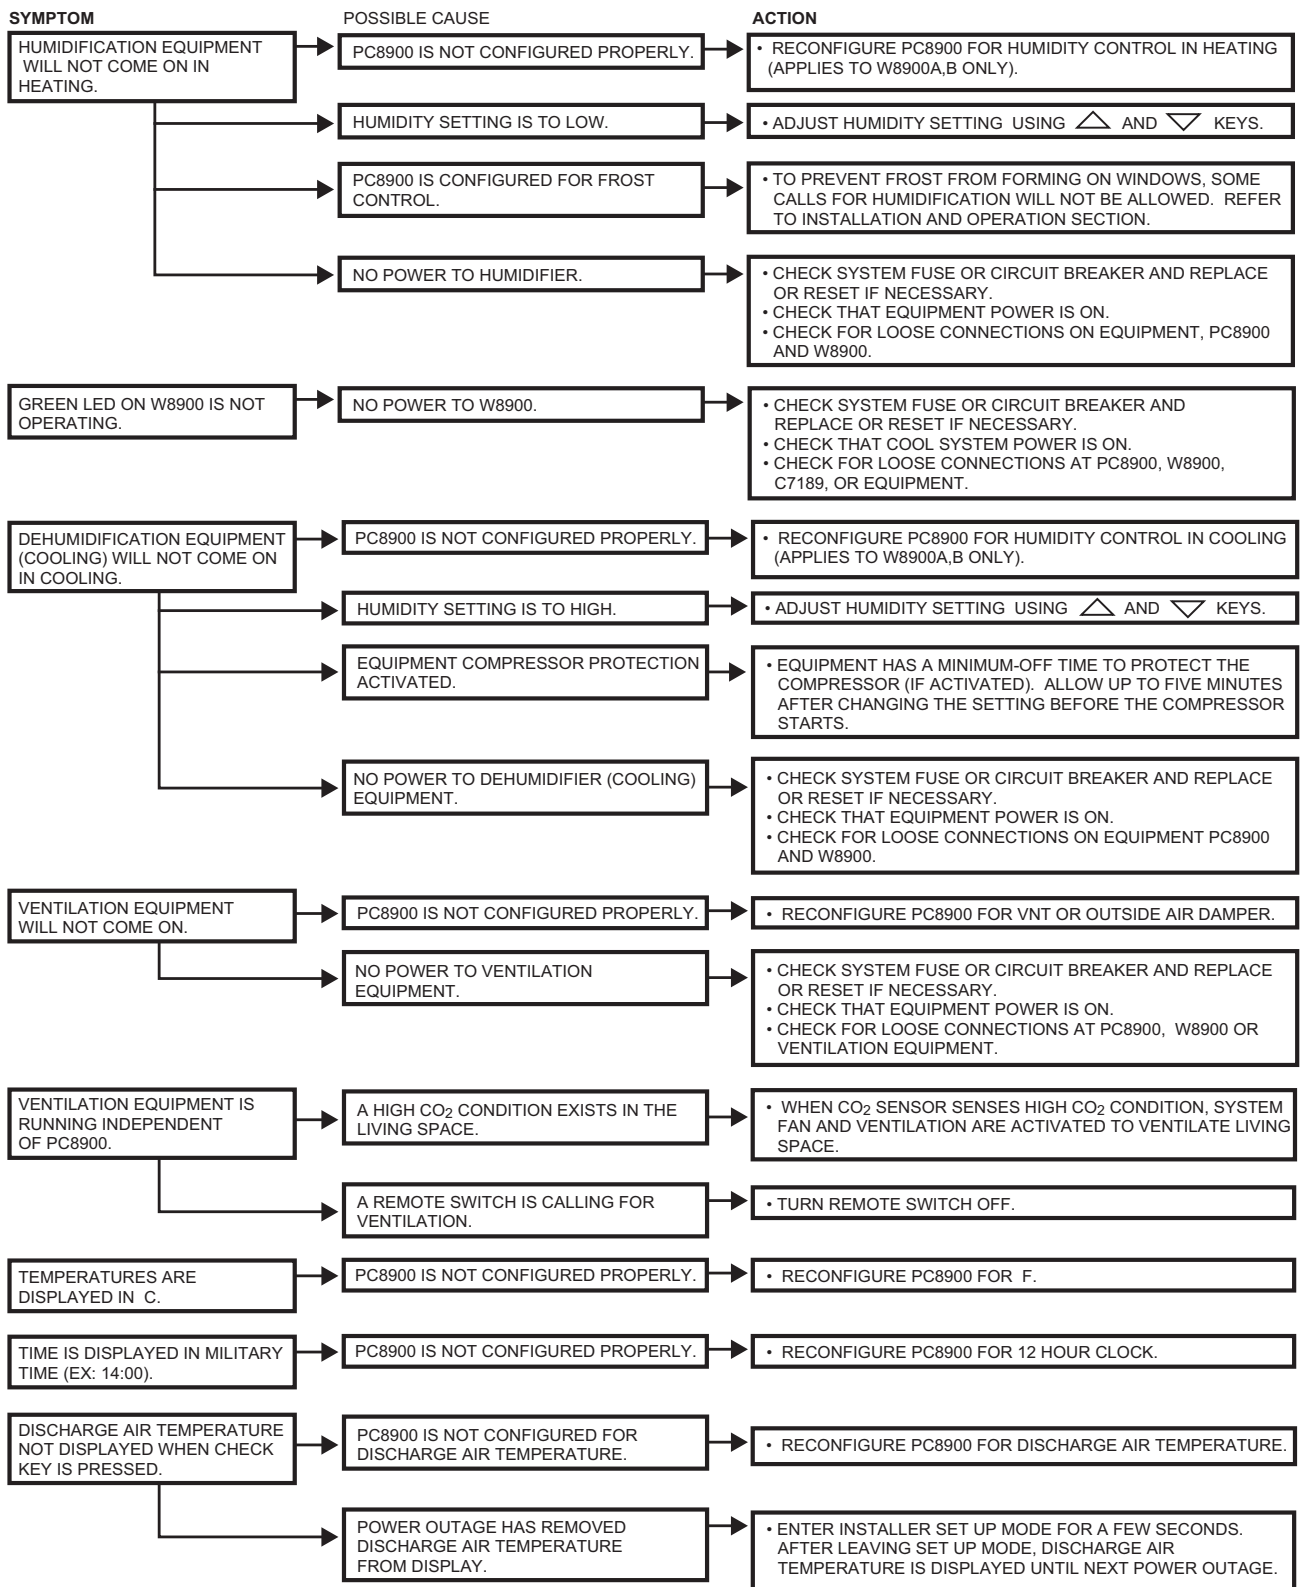 SYMPTOM
POSSIBLE CAUSE
ACTION
HUMIDIFICATION EQUIPMENT
WILL NOT COME ON IN
HEATING.
PC8900 IS NOT CONFIGURED PROPERLY.
• RECONFIGURE PC8900 FOR HUMIDITY CONTROL IN HEATING
(APPLIES TO W8900A,B ONLY).
HUMIDITY SETTING IS TO LOW.
• ADJUST HUMIDITY SETTING USING AND KEYS.
PC8900 IS CONFIGURED FOR FROST
CONTROL.
• TO PREVENT FROST FROM FORMING ON WINDOWS, SOME
CALLS FOR HUMIDIFICATION WILL NOT BE ALLOWED. REFER
TO INSTALLATION AND OPERATION SECTION.
NO POWER TO HUMIDIFIER.
• CHECK SYSTEM FUSE OR CIRCUIT BREAKER AND REPLACE
OR RESET IF NECESSARY.
• CHECK THAT EQUIPMENT POWER IS ON.
• CHECK FOR LOOSE CONNECTIONS ON EQUIPMENT, PC8900
AND W8900.
GREEN LED ON W8900 IS NOT
OPERATING.
NO POWER TO W8900.
• CHECK SYSTEM FUSE OR CIRCUIT BREAKER AND
REPLACE OR RESET IF NECESSARY.
• CHECK THAT COOL SYSTEM POWER IS ON.
• CHECK FOR LOOSE CONNECTIONS AT PC8900, W8900,
C7189, OR EQUIPMENT.
DEHUMIDIFICATION EQUIPMENT
(COOLING) WILL NOT COME ON
IN COOLING.
PC8900 IS NOT CONFIGURED PROPERLY.
• RECONFIGURE PC8900 FOR HUMIDITY CONTROL IN COOLING
(APPLIES TO W8900A,B ONLY).
HUMIDITY SETTING IS TO HIGH.
• ADJUST HUMIDITY SETTING USING AND KEYS.
EQUIPMENT COMPRESSOR PROTECTION
ACTIVATED.
• EQUIPMENT HAS A MINIMUM-OFF TIME TO PROTECT THE
COMPRESSOR (IF ACTIVATED). ALLOW UP TO FIVE MINUTES
AFTER CHANGING THE SETTING BEFORE THE COMPRESSOR
STARTS.
NO POWER TO DEHUMIDIFIER (COOLING)
EQUIPMENT.
• CHECK SYSTEM FUSE OR CIRCUIT BREAKER AND REPLACE
OR RESET IF NECESSARY.
• CHECK THAT EQUIPMENT POWER IS ON.
• CHECK FOR LOOSE CONNECTIONS ON EQUIPMENT PC8900
AND W8900.
VENTILATION EQUIPMENT
WILL NOT COME ON.
PC8900 IS NOT CONFIGURED PROPERLY.
• RECONFIGURE PC8900 FOR VNT OR OUTSIDE AIR DAMPER.
NO POWER TO VENTILATION
EQUIPMENT.
• CHECK SYSTEM FUSE OR CIRCUIT BREAKER AND REPLACE
OR RESET IF NECESSARY.
• CHECK THAT EQUIPMENT POWER IS ON.
• CHECK FOR LOOSE CONNECTIONS AT PC8900, W8900 OR
VENTILATION EQUIPMENT.
VENTILATION EQUIPMENT IS
RUNNING INDEPENDENT
OF PC8900.
A HIGH CO2 CONDITION EXISTS IN THE
LIVING SPACE.
• WHEN CO2 SENSOR SENSES HIGH CO2 CONDITION, SYSTEM
FAN AND VENTILATION ARE ACTIVATED TO VENTILATE LIVING
SPACE.
A REMOTE SWITCH IS CALLING FOR
VENTILATION.
• TURN REMOTE SWITCH OFF.
TEMPERATURES ARE
DISPLAYED IN C.
PC8900 IS NOT CONFIGURED PROPERLY.
• RECONFIGURE PC8900 FOR F.
TIME IS DISPLAYED IN MILITARY
TIME (EX: 14:00).
PC8900 IS NOT CONFIGURED PROPERLY.
• RECONFIGURE PC8900 FOR 12 HOUR CLOCK.
DISCHARGE AIR TEMPERATURE
NOT DISPLAYED WHEN CHECK
KEY IS PRESSED.
PC8900 IS NOT CONFIGURED FOR
DISCHARGE AIR TEMPERATURE.
• RECONFIGURE PC8900 FOR DISCHARGE AIR TEMPERATURE.
POWER OUTAGE HAS REMOVED
DISCHARGE AIR TEMPERATURE
FROM DISPLAY.
• ENTER INSTALLER SET UP MODE FOR A FEW SECONDS.
AFTER LEAVING SET UP MODE, DISCHARGE AIR
TEMPERATURE IS DISPLAYED UNTIL NEXT POWER OUTAGE.